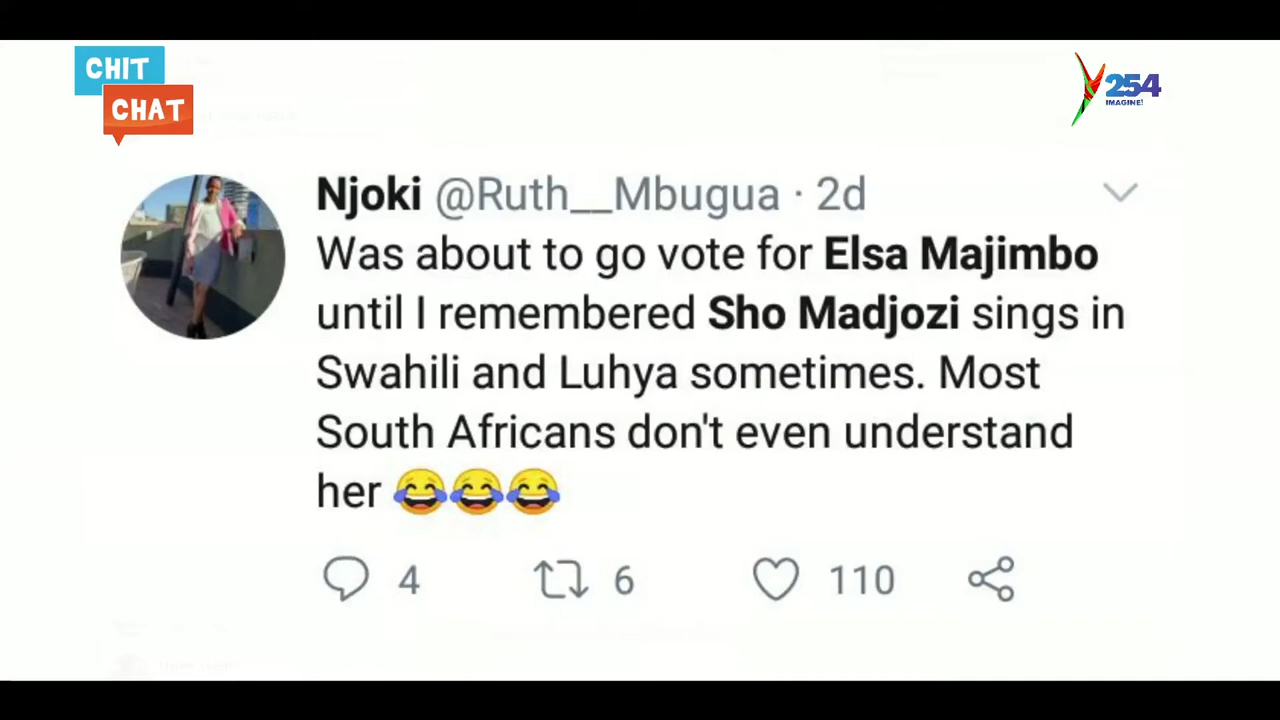 CHIT
CHAT
254
IMAGINE!
Njoki @Ruth__Mbugua · 2d
Was about to go vote for Elsa Majimbo
until I remembered Sho Madjozi sings in
Swahili and Luhya sometimes. Most
South Africans don't even understand
her 😂😂😂
4 6 110